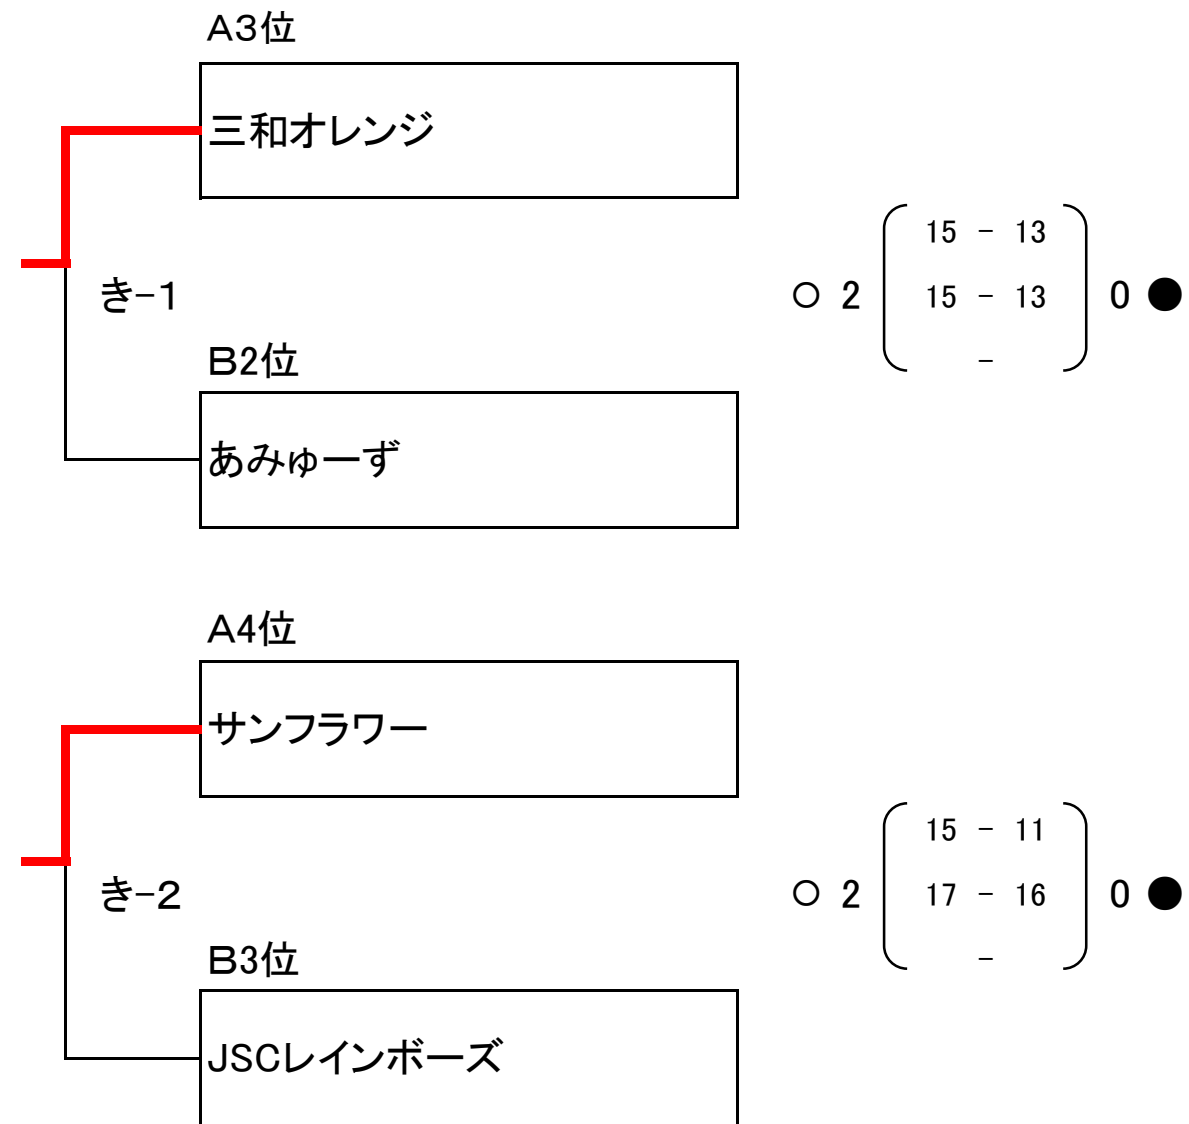 A3位
三和オレンジ
15 - 13
き-1
○ 2 15 - 13 0 ●
-
B2位
あみゅーず
A4位
サンフラワー
15 - 11
き-2
○ 2 17 - 16 0 ●
-
B3位
JSCレインボーズ